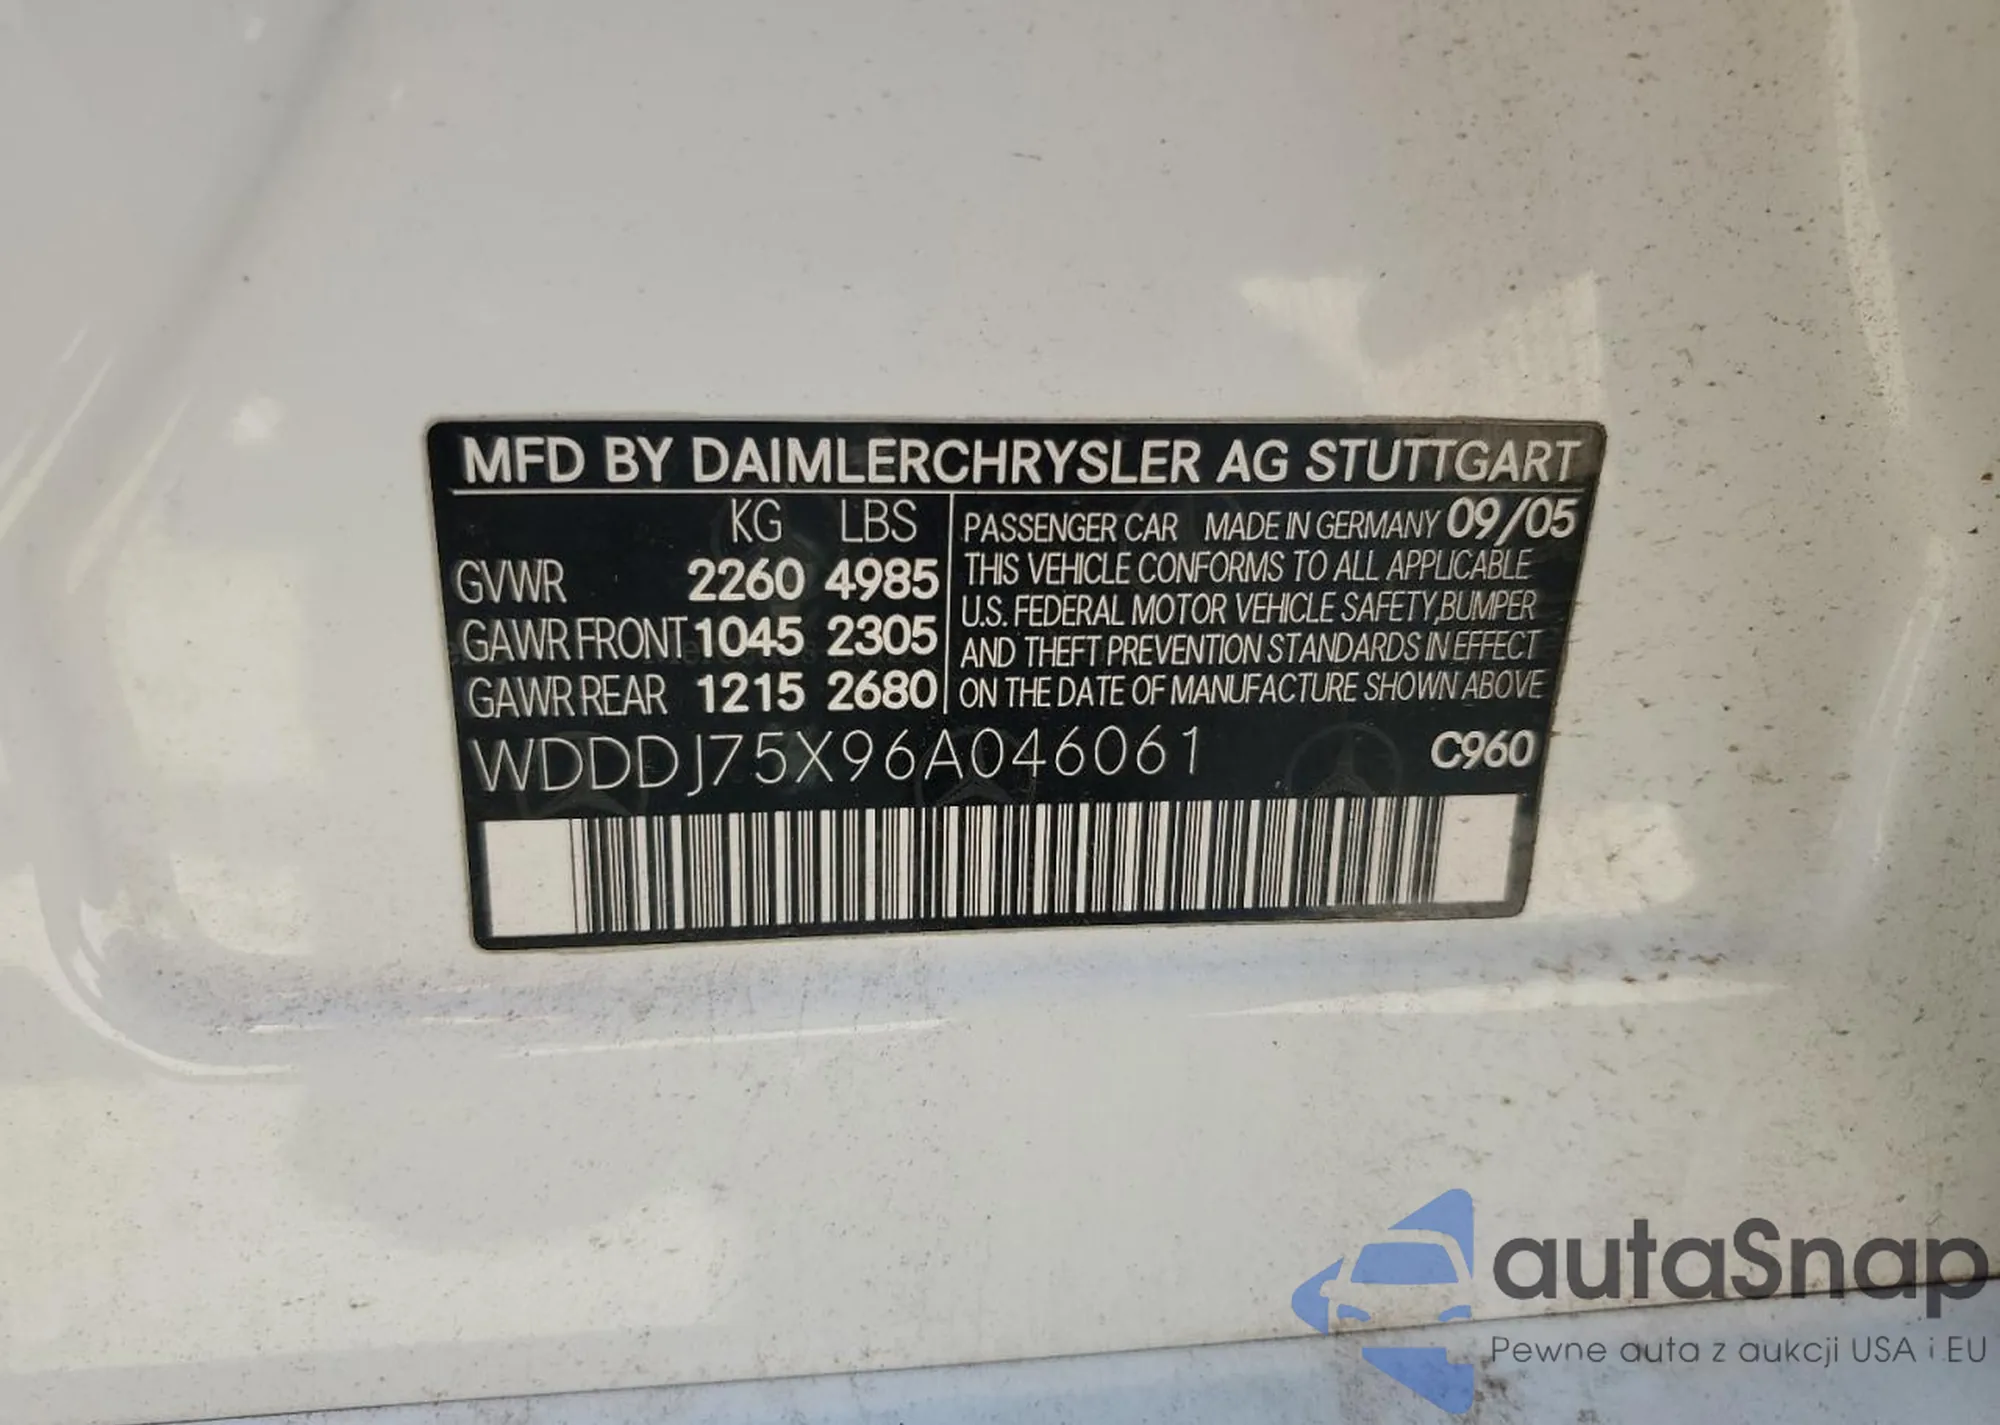 MFD BY DAIMLERCHRYSLER AG STUTTGART
KG LBS
GVWR 2260 4985
GAWR FRONT 1045 2305
GAWR REAR 1215 2680
PASSENGER CAR MADE IN GERMANY 09/05
THIS VEHICLE CONFORMS TO ALL APPLICABLE
U.S. FEDERAL MOTOR VEHICLE SAFETY, BUMPER
AND THEFT PREVENTION STANDARDS IN EFFECT
ON THE DATE OF MANUFACTURE SHOWN ABOVE
WDDDJ75X96A046061 C960
autaSnap
Pewne auta z aukcji USA i EU